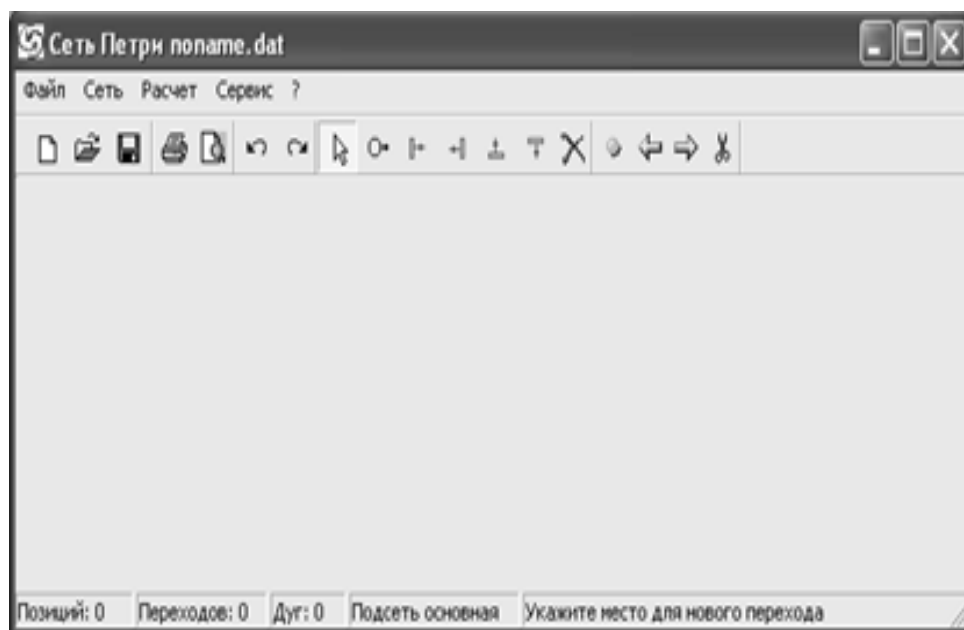 Сеть Петри noname.dat
Файл Сеть Расчет Сервис ?
Позиций: 0 Переходов: 0 Дуг: 0 Подсеть основная Укажите место для нового перехода